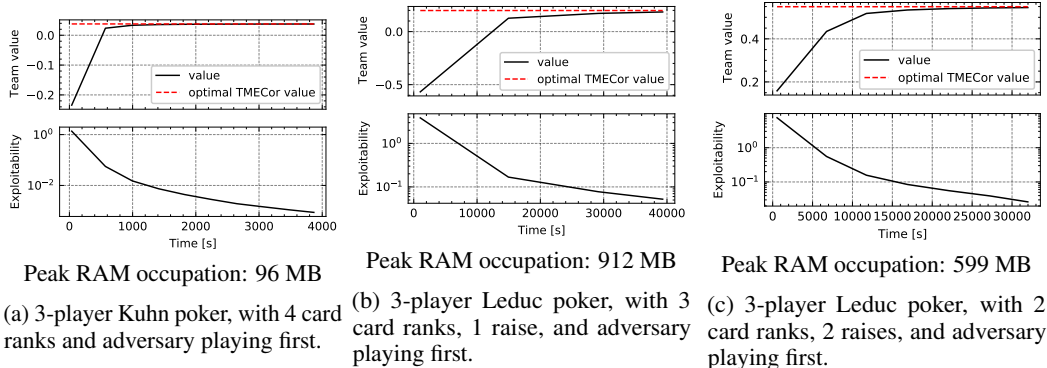 Team value
0.0
−0.1
−0.2
value
optimal TMECor value
Exploitability
10⁰
10⁻²
0 1000 2000 3000 4000
Time [s]
Peak RAM occupation: 96 MB
(a) 3-player Kuhn poker, with 4 card
ranks and adversary playing first.
Team value
0.0
−0.5
value
optimal TMECor value
Exploitability
10⁰
10⁻¹
0 10000 20000 30000 40000
Time [s]
Peak RAM occupation: 912 MB
(b) 3-player Leduc poker, with 3
card ranks, 1 raise, and adversary
playing first.
Team value
0.4
0.2
value
optimal TMECor value
Exploitability
10⁰
10⁻¹
0 5000 10000 15000 20000 25000 30000
Time [s]
Peak RAM occupation: 599 MB
(c) 3-player Leduc poker, with 2
card ranks, 2 raises, and adversary
playing first.